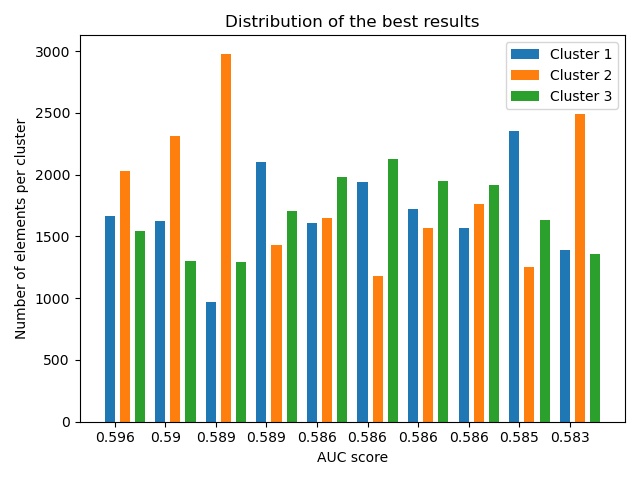 Distribution of the best results
Cluster 1
Cluster 2
Cluster 3
Number of elements per cluster
3000
2500
2000
1500
1000
500
0
0.596 0.59 0.589 0.589 0.586 0.586 0.586 0.586 0.585 0.583
AUC score